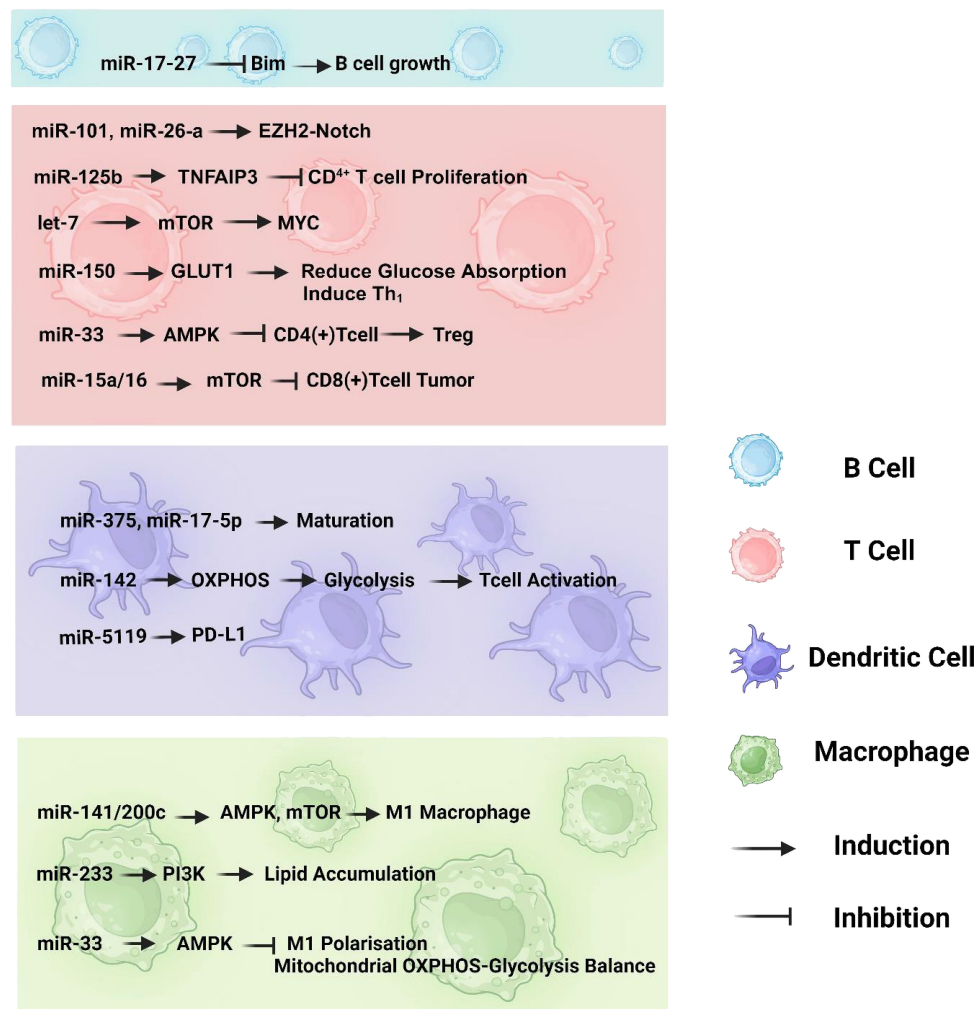 miR-17-27 Bim B cell growth
miR-101, miR-26-a EZH2-Notch
miR-125b TNFAIP3 CD⁴⁺ T cell Proliferation
let-7 mTOR MYC
miR-150 GLUT1 Reduce Glucose Absorption
Induce Th₁
miR-33 AMPK CD4(+)Tcell Treg
miR-15a/16 mTOR CD8(+)Tcell Tumor
miR-375, miR-17-5p Maturation
miR-142 OXPHOS Glycolysis Tcell Activation
miR-5119 PD-L1
miR-141/200c AMPK, mTOR M1 Macrophage
miR-233 PI3K Lipid Accumulation
miR-33 AMPK M1 Polarisation
Mitochondrial OXPHOS-Glycolysis Balance
B Cell
T Cell
Dendritic Cell
Macrophage
Induction
Inhibition